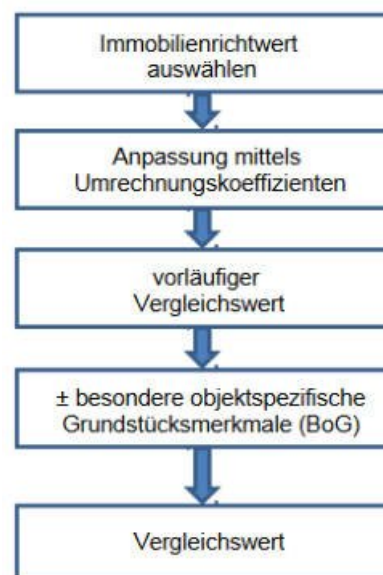 Immobilienrichtwert
auswählen
Anpassung mittels
Umrechnungskoeffizienten
vorläufiger
Vergleichswert
± besondere objektspezifische
Grundstücksmerkmale (BoG)
Vergleichswert